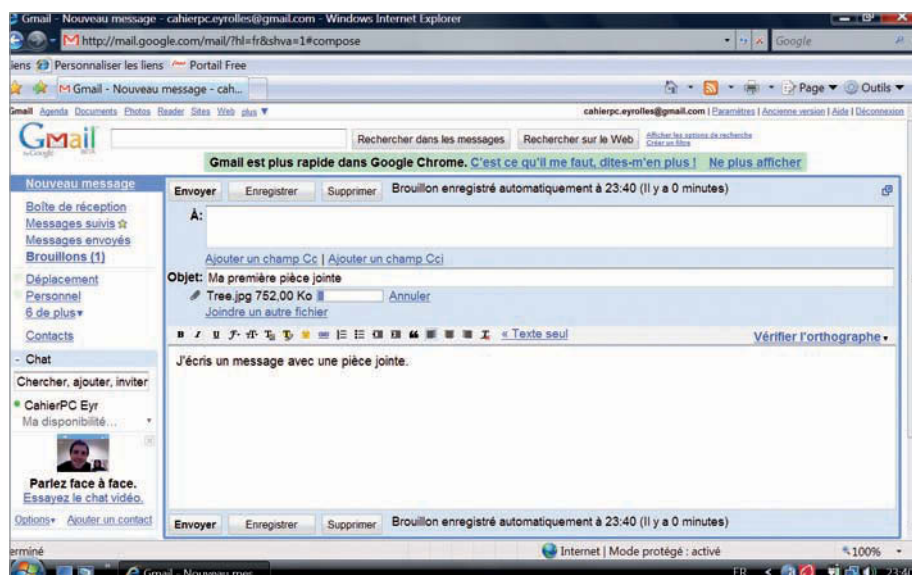 Gmail - Nouveau message - cahierpc.eyrolles@gmail.com - Windows Internet Explorer
http://mail.google.com/mail/?hl=fr&shva=1#compose
Google
iens Personnaliser les liens Portail Free
Gmail - Nouveau message - cah...
Page Outils
Gmail Agenda Documents Photos Reader Sites Web plus
cahierpc.eyrolles@gmail.com | Paramètres | Ancienne version | Aide | Déconnexion
Gmail
by Google BETA
Rechercher dans les messages Rechercher sur le Web
Afficher les options de recherche
Créer un filtre
Gmail est plus rapide dans Google Chrome. C'est ce qu'il me faut, dites-m'en plus ! Ne plus afficher
Nouveau message
Boîte de réception
Messages suivis
Messages envoyés
Brouillons (1)
Déplacement
Personnel
6 de plus
Contacts
- Chat
Chercher, ajouter, inviter
CahierPC Eyr
Ma disponibilité...
Parlez face à face.
Essayez le chat vidéo.
Options Ajouter un contact
Envoyer Enregistrer Supprimer Brouillon enregistré automatiquement à 23:40 (Il y a 0 minutes)
À:
Ajouter un champ Cc | Ajouter un champ Cci
Objet: Ma première pièce jointe
Tree.jpg 752,00 Ko Annuler
Joindre un autre fichier
« Texte seul
Vérifier l'orthographe
J'écris un message avec une pièce jointe.
Envoyer Enregistrer Supprimer Brouillon enregistré automatiquement à 23:40 (Il y a 0 minutes)
erminé
Internet | Mode protégé : activé
100%
Gmail - Nouveau mes...
FR
23:40